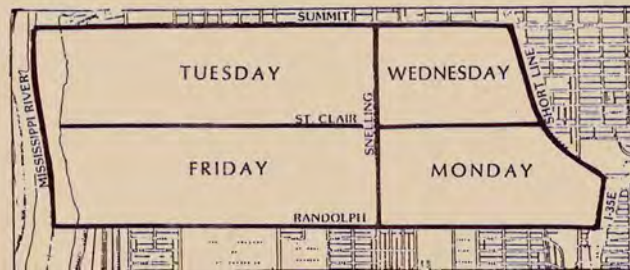 SUMMIT
TUESDAY
WEDNESDAY
SHORT LINE
MISSISSIPPI RIVER
ST. CLAIR
SNELLING
FRIDAY
MONDAY
RANDOLPH
I-35E